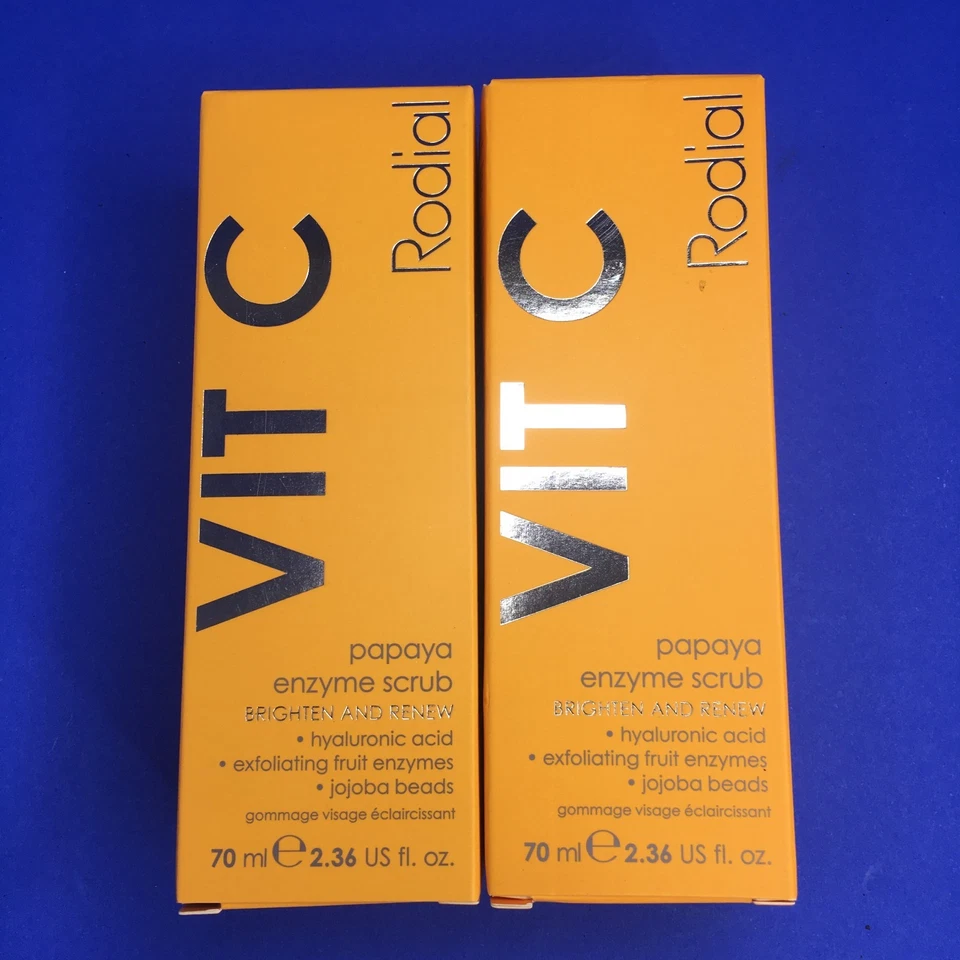 Rodial
VIT C
papaya
enzyme scrub
BRIGHTEN AND RENEW
• hyaluronic acid
• exfoliating fruit enzymes
• jojoba beads
gommage visage éclaircissant
70 ml e 2.36 US fl. oz.
Rodial
VIT C
papaya
enzyme scrub
BRIGHTEN AND RENEW
• hyaluronic acid
• exfoliating fruit enzymes
• jojoba beads
gommage visage éclaircissant
70 ml e 2.36 US fl. oz.